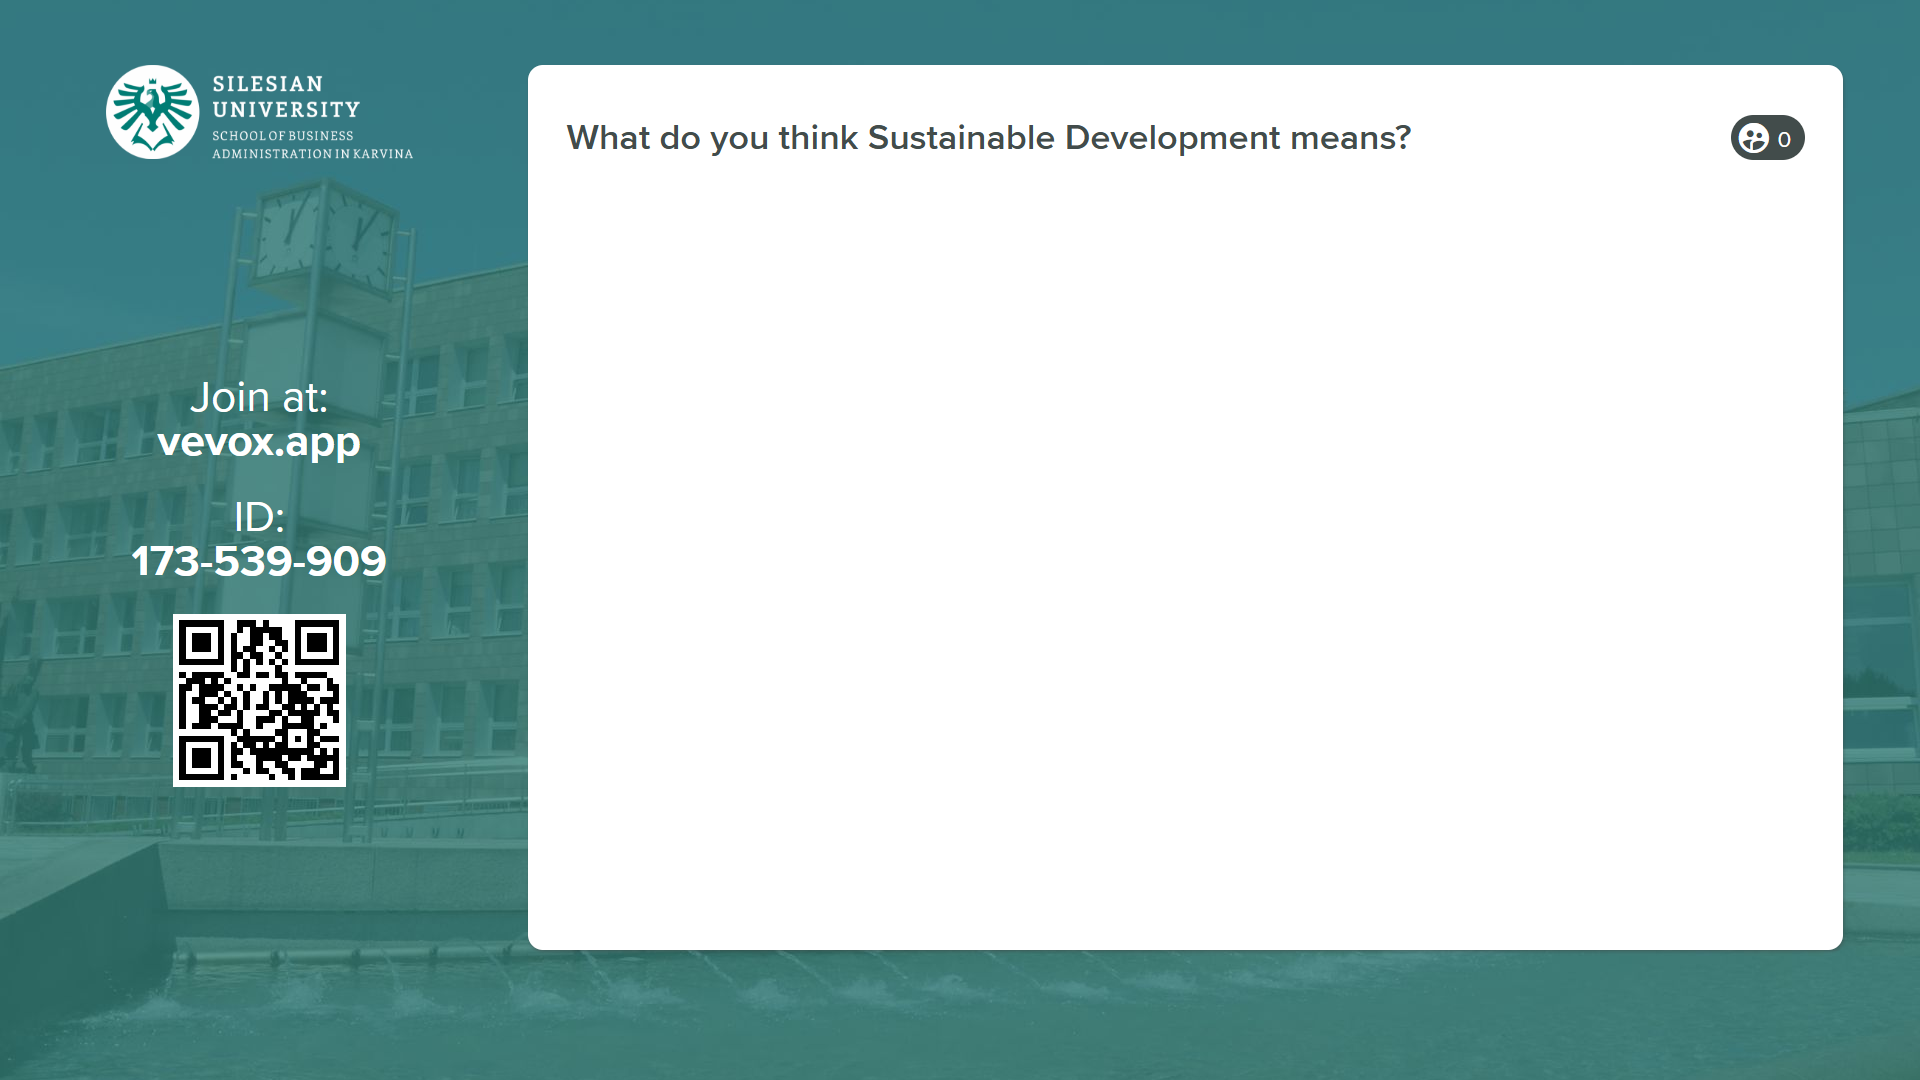 SILESIAN
UNIVERSITY
SCHOOL OF BUSINESS
ADMINISTRATION IN KARVINA
Join at:
vevox.app
ID:
173-539-909
What do you think Sustainable Development means?
0